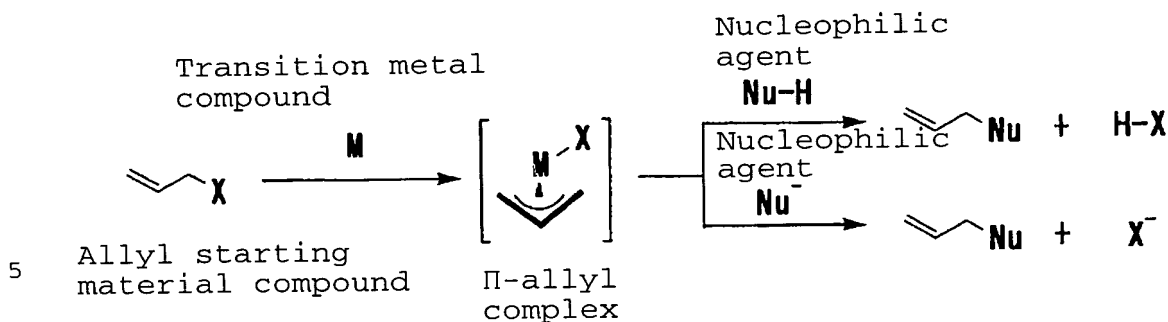 Nucleophilic
agent
Transition metal
compound
Nu-H
M
M
X
Nu + H-X
Nucleophilic
agent
X
Nu⁻
Nu + X⁻
5 Allyl starting
material compound
Π-allyl
complex